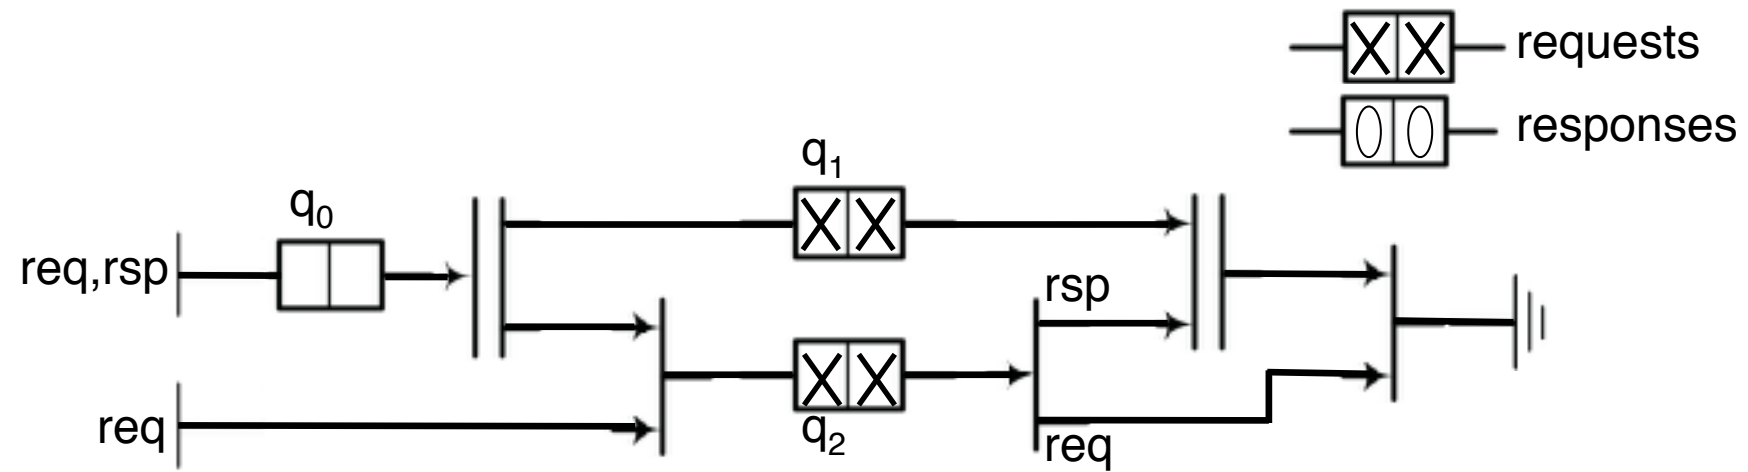 requests
responses
q1
q0
req,rsp
rsp
q2
req
req